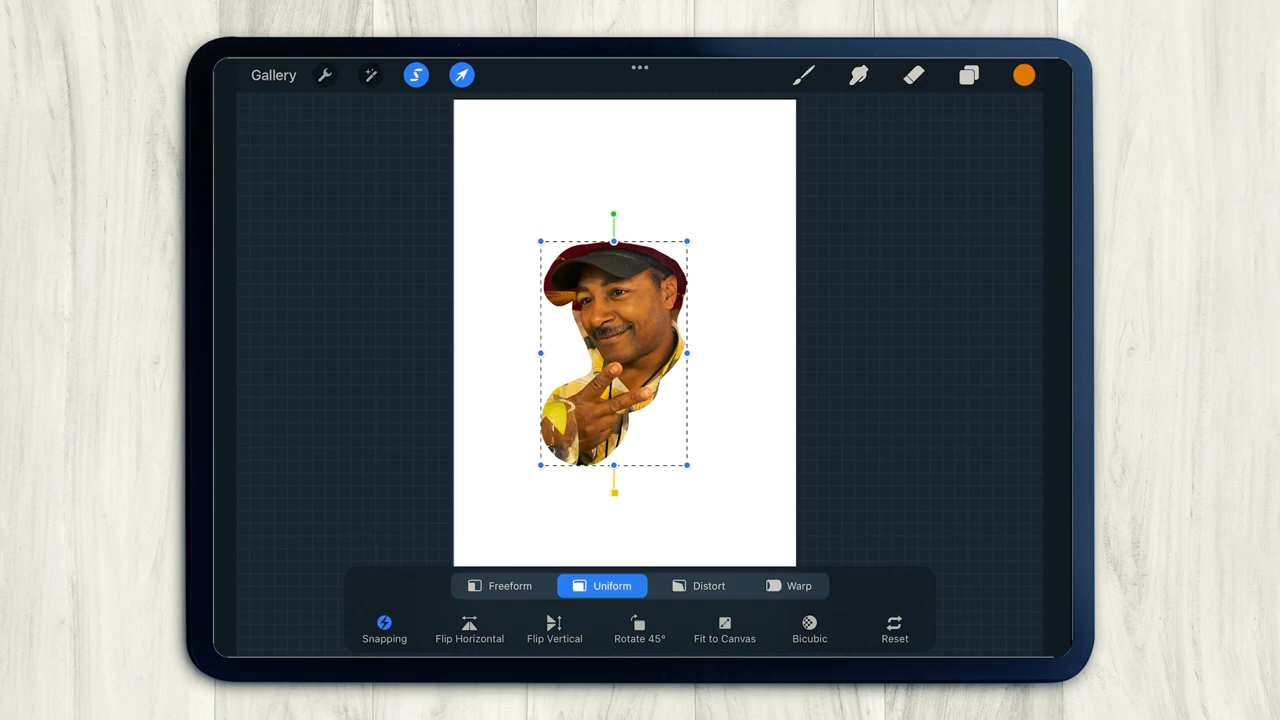 Gallery
Freeform
Uniform
Distort
Warp
Snapping
Flip Horizontal
Flip Vertical
Rotate 45°
Fit to Canvas
Bicubic
Reset